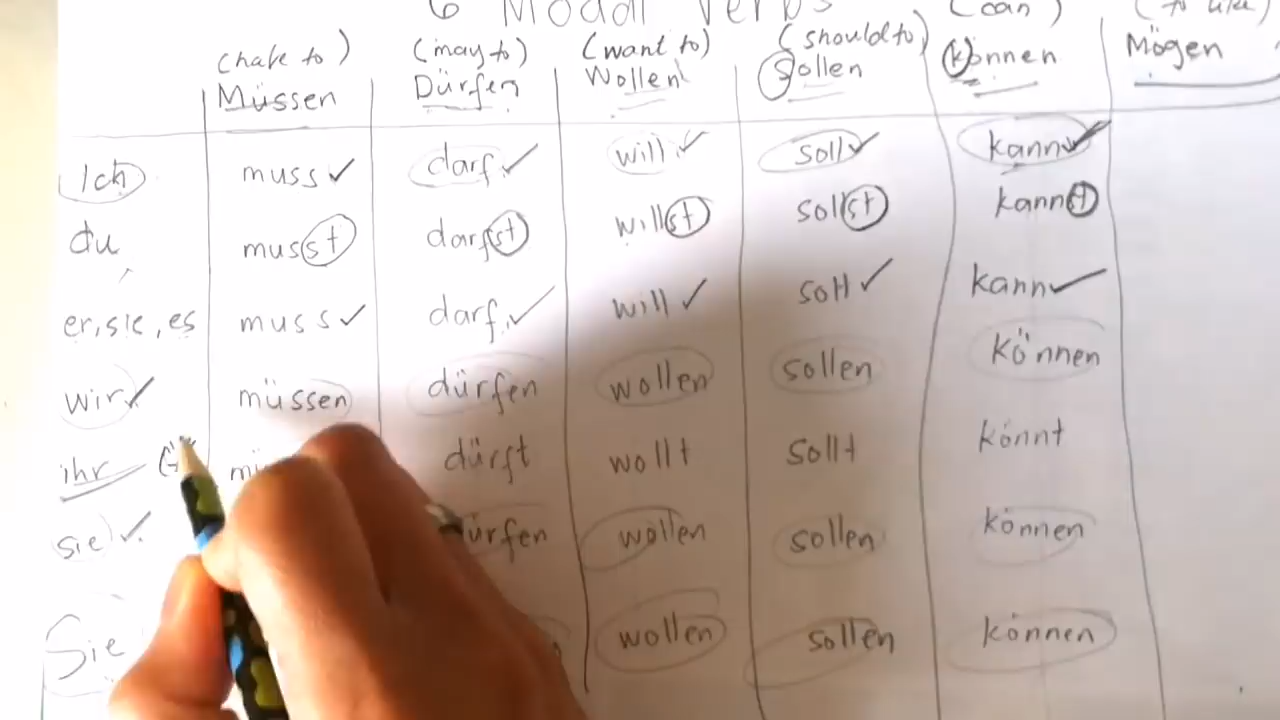 6 Modal Verbs
(have to) (may to) (want to) (should to) (can) (to like)
Müssen Dürfen Wollen Sollen Können Mögen
Ich muss darf will soll kann
du musst darfst willst sollst kannst
er, sie, es muss darf will soll kann
wir müssen dürfen wollen sollen können
ihr dürft wollt sollt könnt
sie wollen sollen können
Sie wollen sollen können